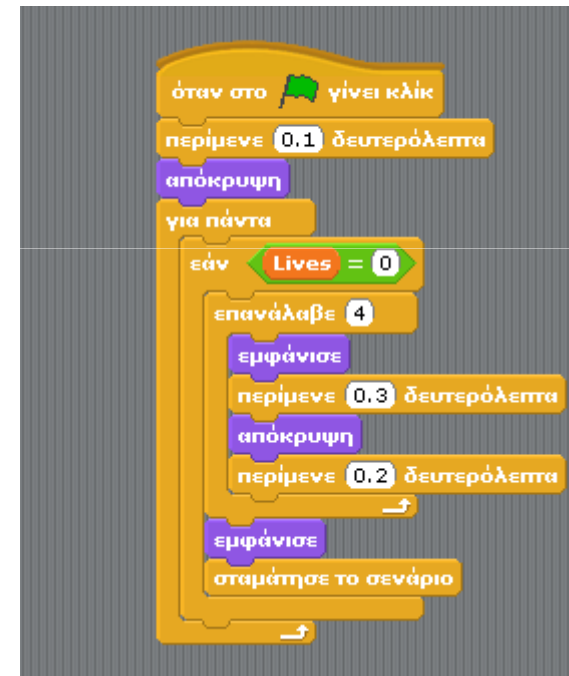 όταν στο γίνει κλίκ
περίμενε 0.1 δευτερόλεπτα
απόκρυψη
για πάντα
εάν Lives = 0
επανάλαβε 4
εμφάνισε
περίμενε 0.3 δευτερόλεπτα
απόκρυψη
περίμενε 0.2 δευτερόλεπτα
εμφάνισε
σταμάτησε το σενάριο